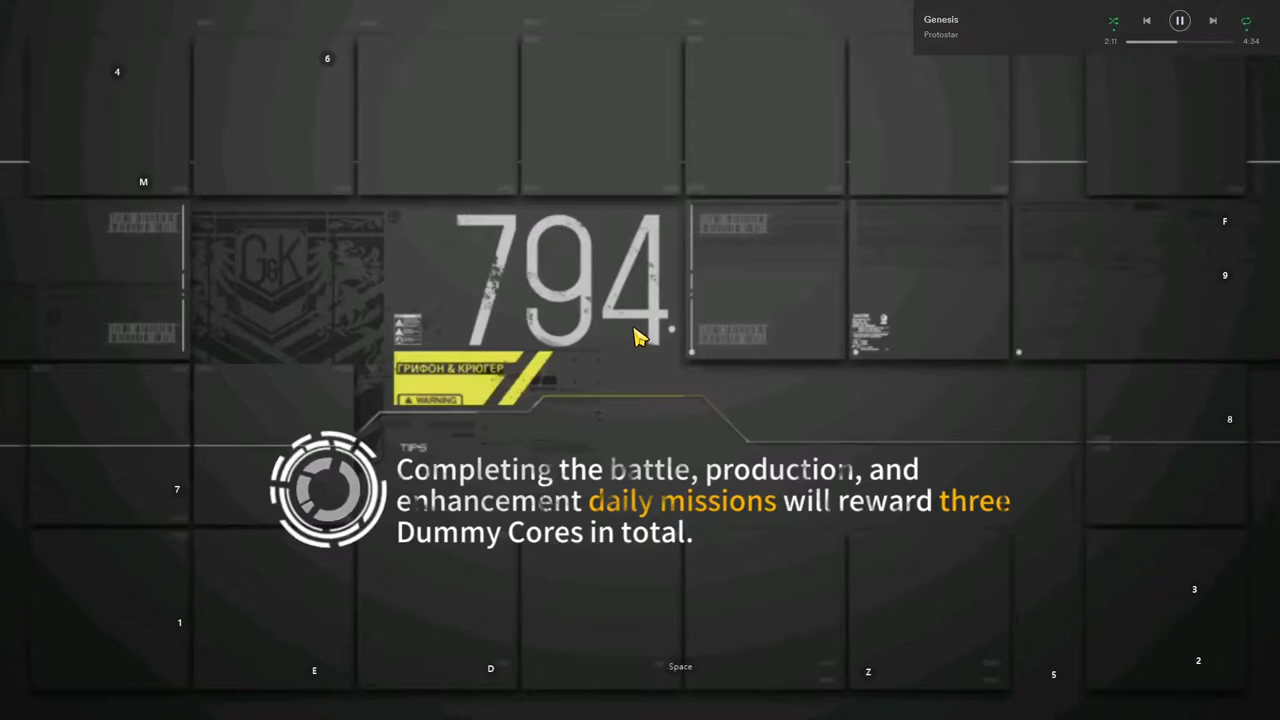 Genesis
Protostar
2:11
4:34
4
6
M
G&K
794.
F
9
ГРИФОН & КРЮГЕР
WARNING
8
TIPS
Completing the battle, production, and
enhancement daily missions will reward three
Dummy Cores in total.
7
3
1
E
D
Space
Z
5
2